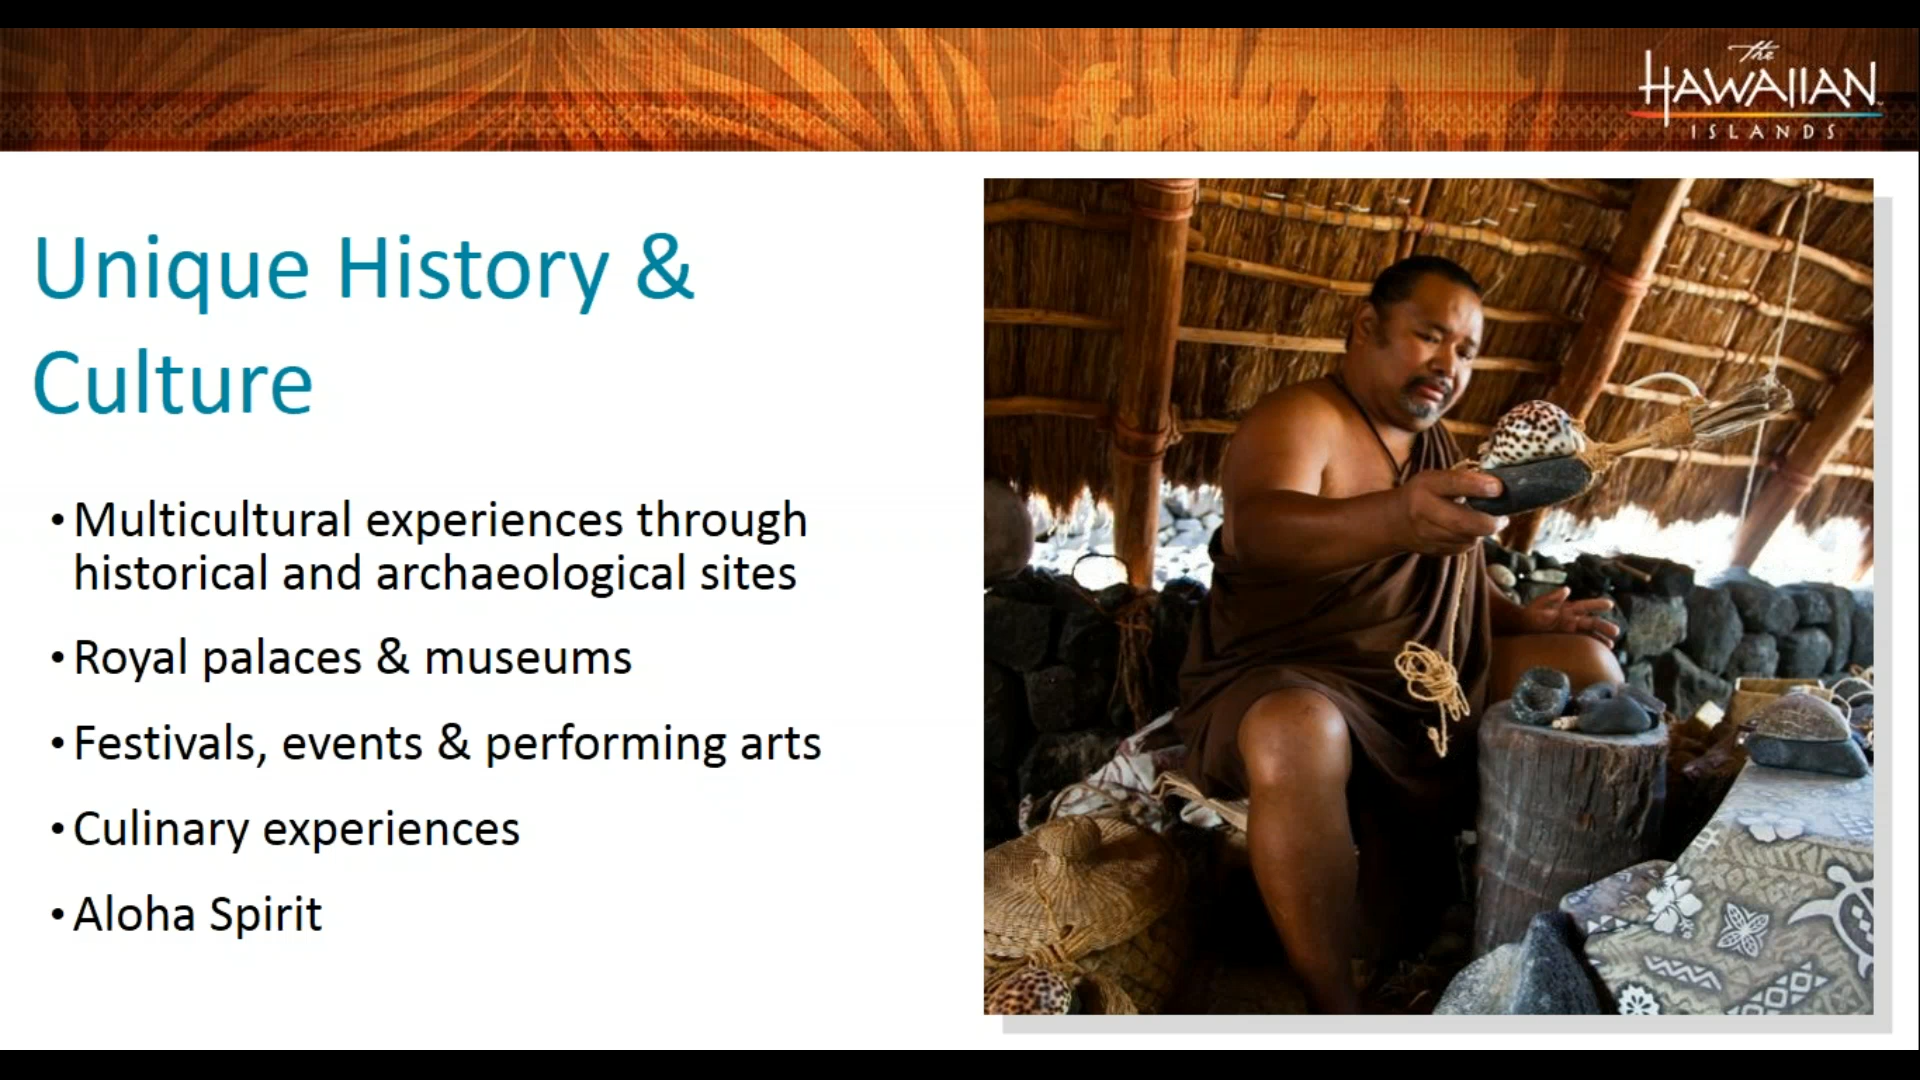 The
HAWAIIAN™
ISLANDS
Unique History &
Culture
•Multicultural experiences through
historical and archaeological sites
•Royal palaces & museums
•Festivals, events & performing arts
•Culinary experiences
•Aloha Spirit